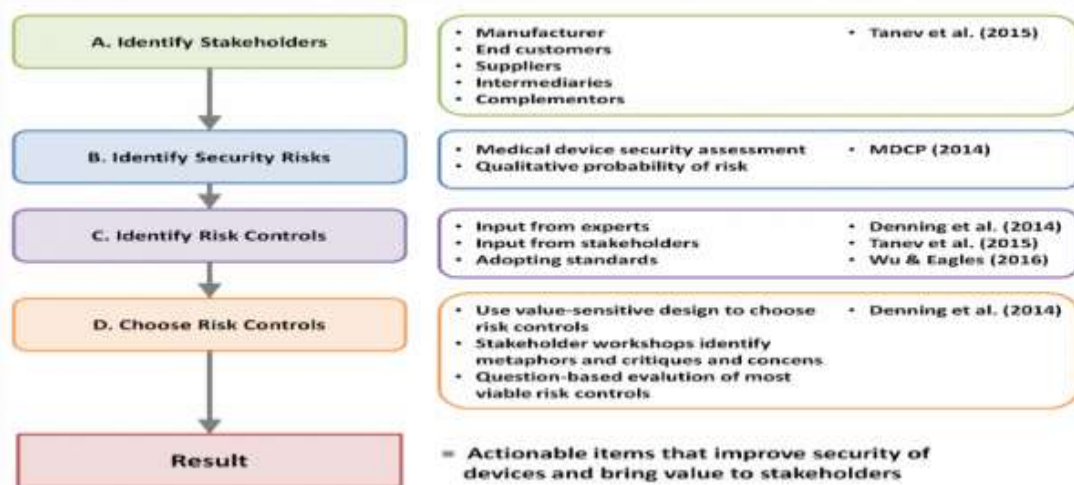 A. Identify Stakeholders
• Manufacturer
• End customers
• Suppliers
• Intermediaries
• Complementors
• Tanev et al. (2015)
B. Identify Security Risks
• Medical device security assessment
• Qualitative probability of risk
• MDCP (2014)
C. Identify Risk Controls
• Input from experts
• Input from stakeholders
• Adopting standards
• Denning et al. (2014)
• Tanev et al. (2015)
• Wu & Eagles (2016)
D. Choose Risk Controls
• Use value-sensitive design to choose
risk controls
• Stakeholder workshops identify
metaphors and critiques and concens
• Question-based evalution of most
viable risk controls
• Denning et al. (2014)
Result
= Actionable items that improve security of
devices and bring value to stakeholders